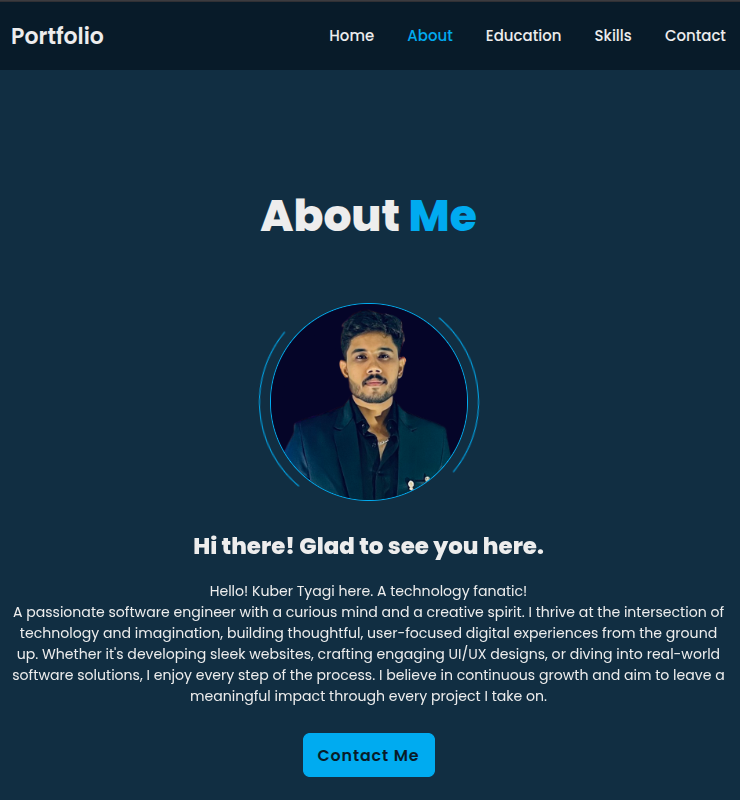 Portfolio Home About Education Skills Contact
About Me
Hi there! Glad to see you here.
Hello! Kuber Tyagi here. A technology fanatic!
A passionate software engineer with a curious mind and a creative spirit. I thrive at the intersection of
technology and imagination, building thoughtful, user-focused digital experiences from the ground
up. Whether it's developing sleek websites, crafting engaging UI/UX designs, or diving into real-world
software solutions, I enjoy every step of the process. I believe in continuous growth and aim to leave a
meaningful impact through every project I take on.
Contact Me